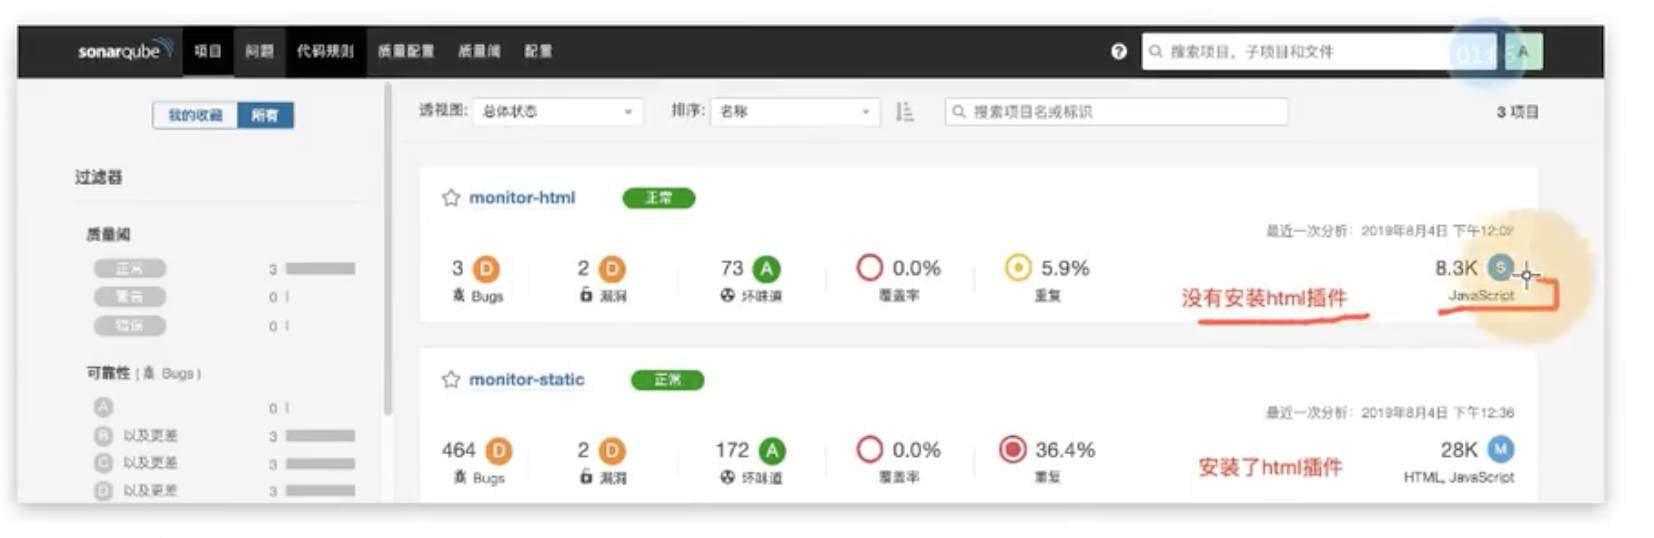 sonarqube 项目 问题 代码规则 质量配置 质量阈 配置 ? 搜索项目，子项目和文件 A
我的收藏 所有 透视图: 总体状态 排序: 名称 搜索项目名或标识 3 项目
过滤器
质量阈
正常 3
警告 0
错误 0
可靠性 ( Bugs )
A 0
B 以及更差 3
C 以及更差 3
D 以及更差 3
monitor-html 正常
最近一次分析: 2019年8月4日 下午12:02
3 D 2 D 73 A 0.0% 5.9% 8.3K S
Bugs 漏洞 坏味道 覆盖率 重复 没有安装html插件 JavaScript
monitor-static 正常
最近一次分析: 2019年8月4日 下午12:36
464 D 2 D 172 A 0.0% 36.4% 28K M
Bugs 漏洞 坏味道 覆盖率 重复 安装了html插件 HTML, JavaScript